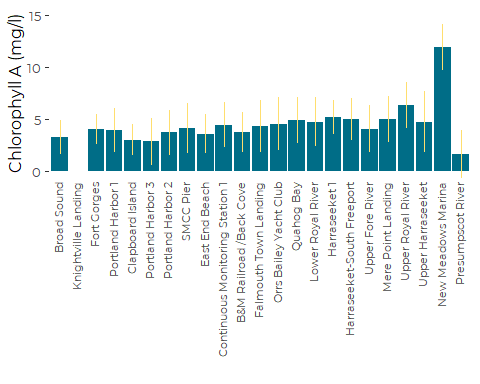 Chlorophyll A (mg/l)
15
10
5
0
Broad Sound
Knightville Landing
Fort Gorges
Portland Harbor 1
Clapboard Island
Portland Harbor 3
Portland Harbor 2
SMCC Pier
East End Beach
Continuous Monitoring Station 1
B&M Railroad /Back Cove
Falmouth Town Landing
Orrs Bailey Yacht Club
Quahog Bay
Lower Royal River
Harraseeket 1
Harraseeket-South Freeport
Upper Fore River
Mere Point Landing
Upper Royal River
Upper Harraseeket
New Meadows Marina
Presumpscot River